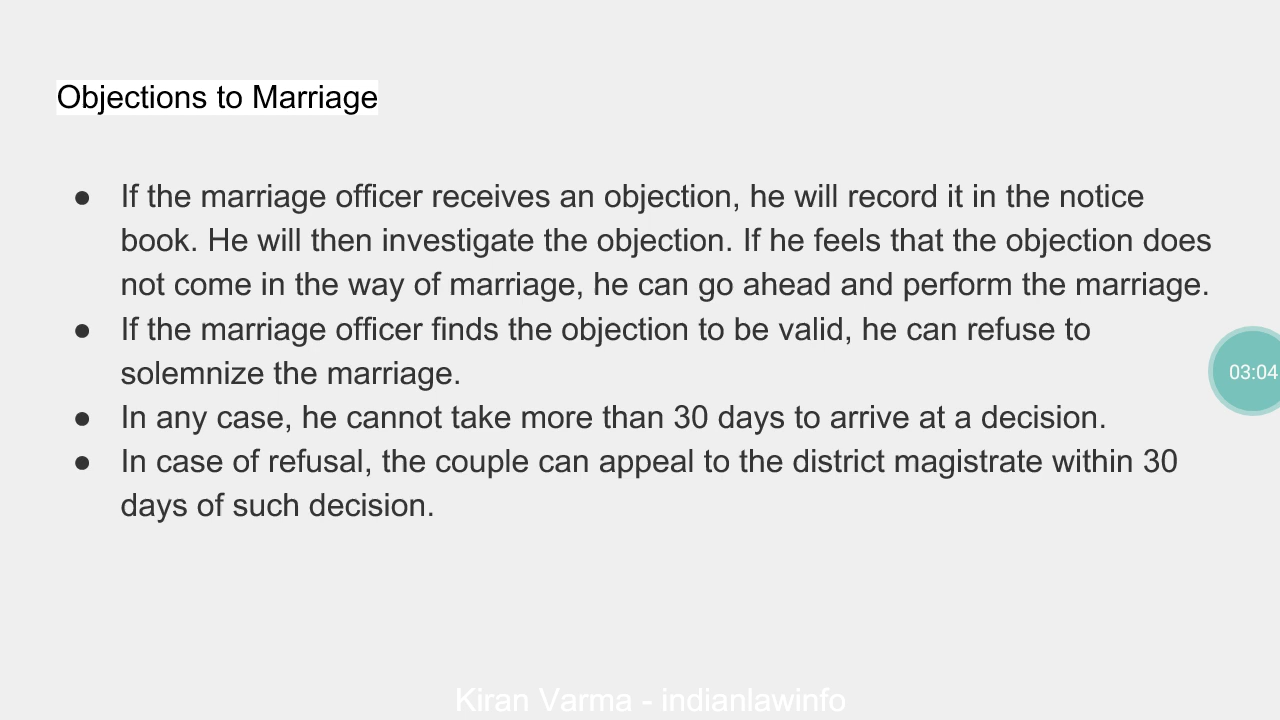 Objections to Marriage
● If the marriage officer receives an objection, he will record it in the notice
book. He will then investigate the objection. If he feels that the objection does
not come in the way of marriage, he can go ahead and perform the marriage.
● If the marriage officer finds the objection to be valid, he can refuse to
solemnize the marriage.
● In any case, he cannot take more than 30 days to arrive at a decision.
● In case of refusal, the couple can appeal to the district magistrate within 30
days of such decision.
03:04
Kiran Varma - indianlawinfo